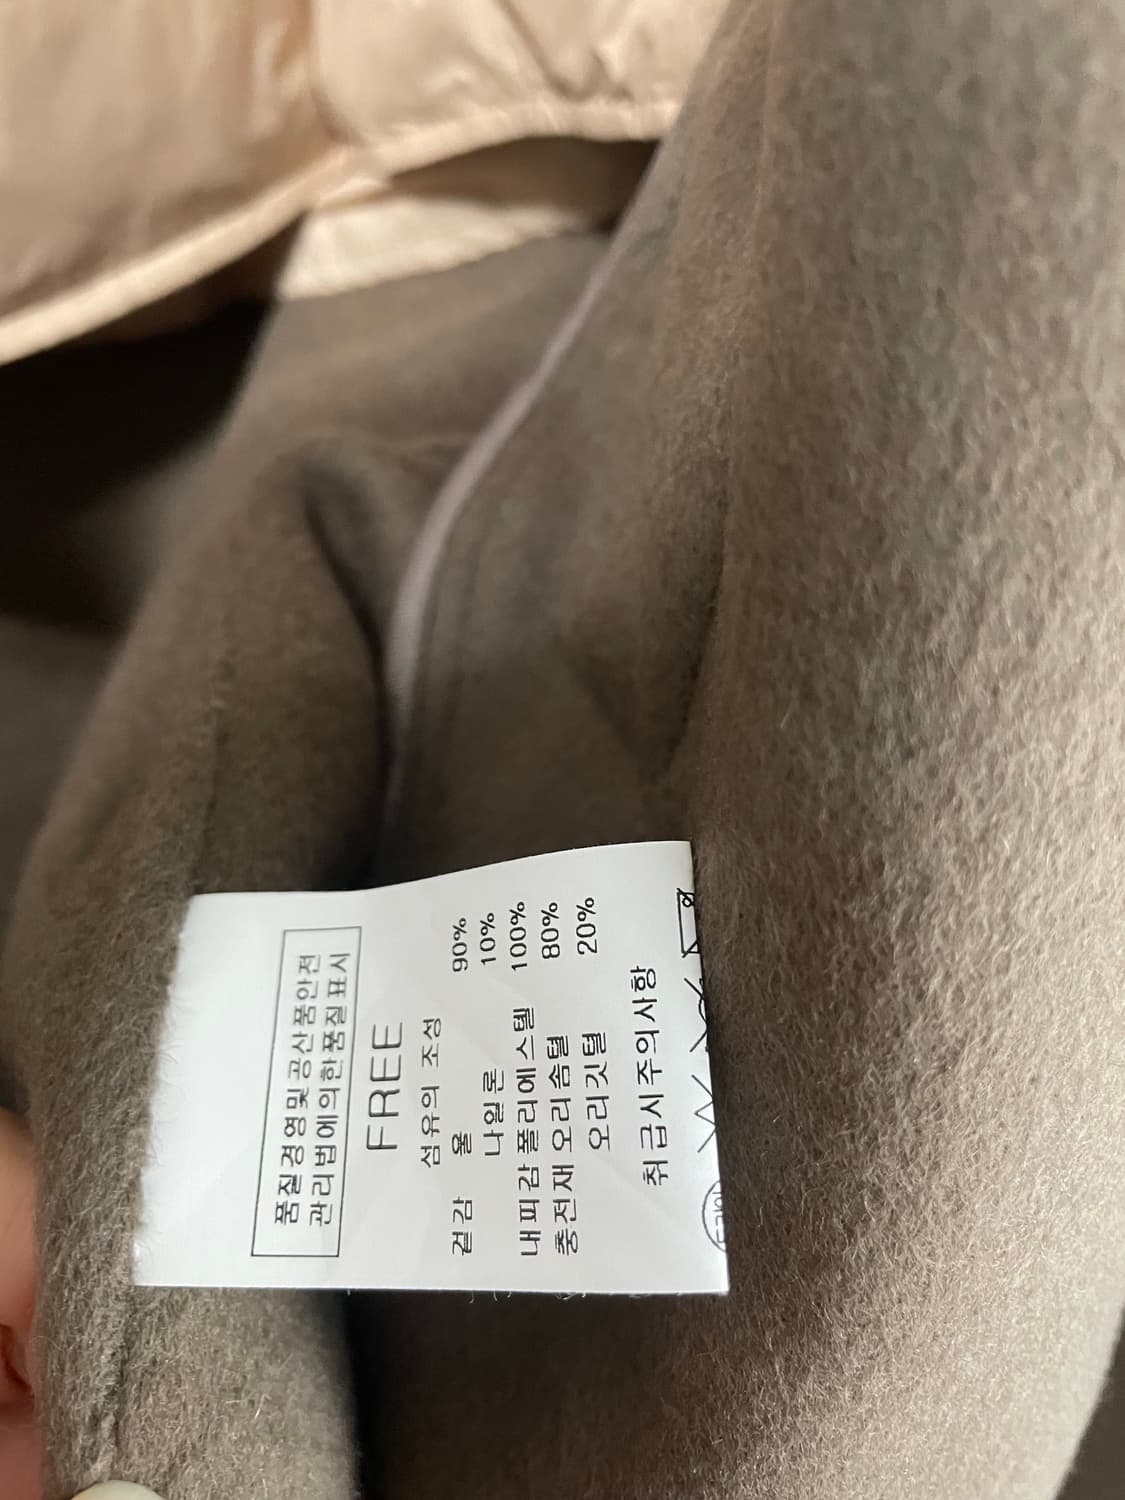 품질경영및공산품안전
관리법에의한품질표시
FREE
섬유의 조성
겉감 울 90%
나일론 10%
내피감 폴리에스텔 100%
충전재 오리솜털 80%
오리깃털 20%
취급시주의사항